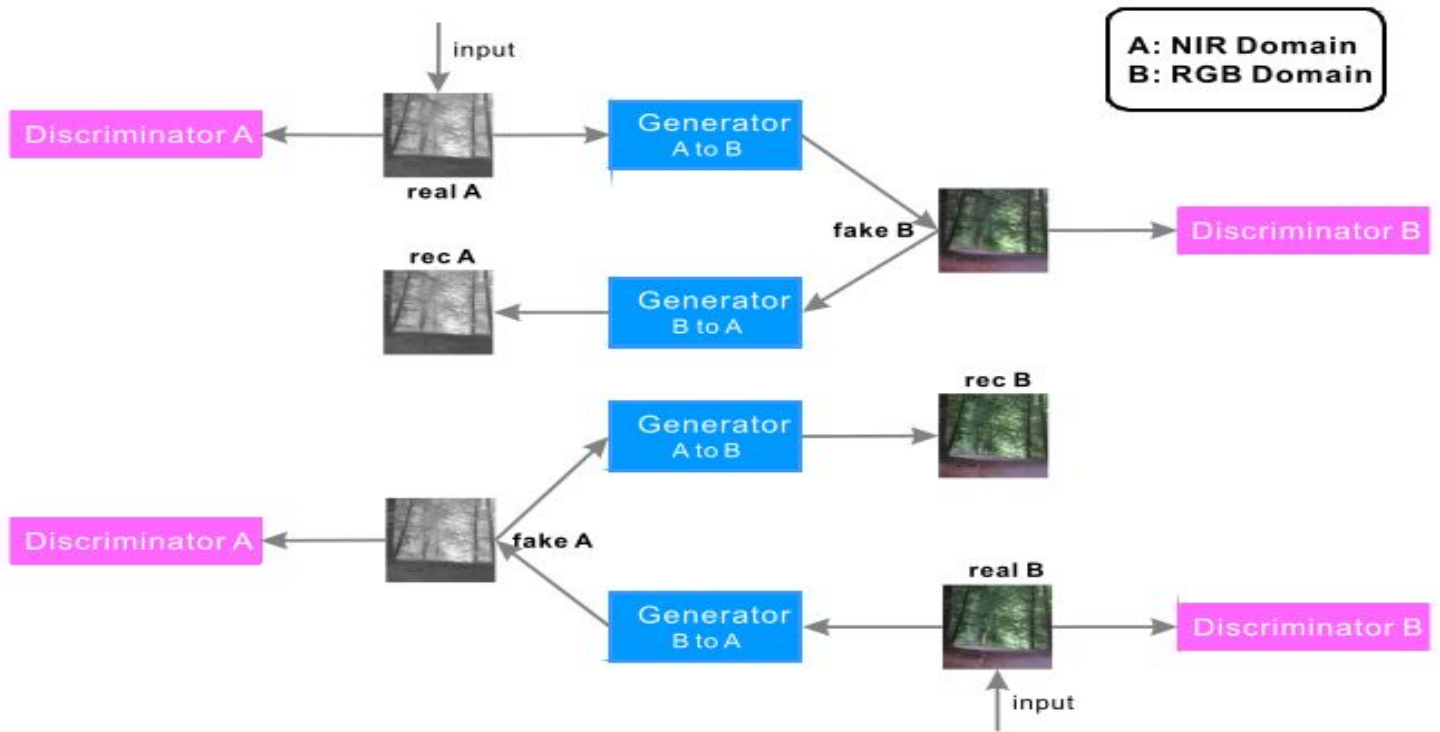 input
A: NIR Domain
B: RGB Domain
Discriminator A
Generator
A to B
real A
fake B
Discriminator B
rec A
Generator
B to A
rec B
Generator
A to B
Discriminator A
fake A
real B
Generator
B to A
Discriminator B
input